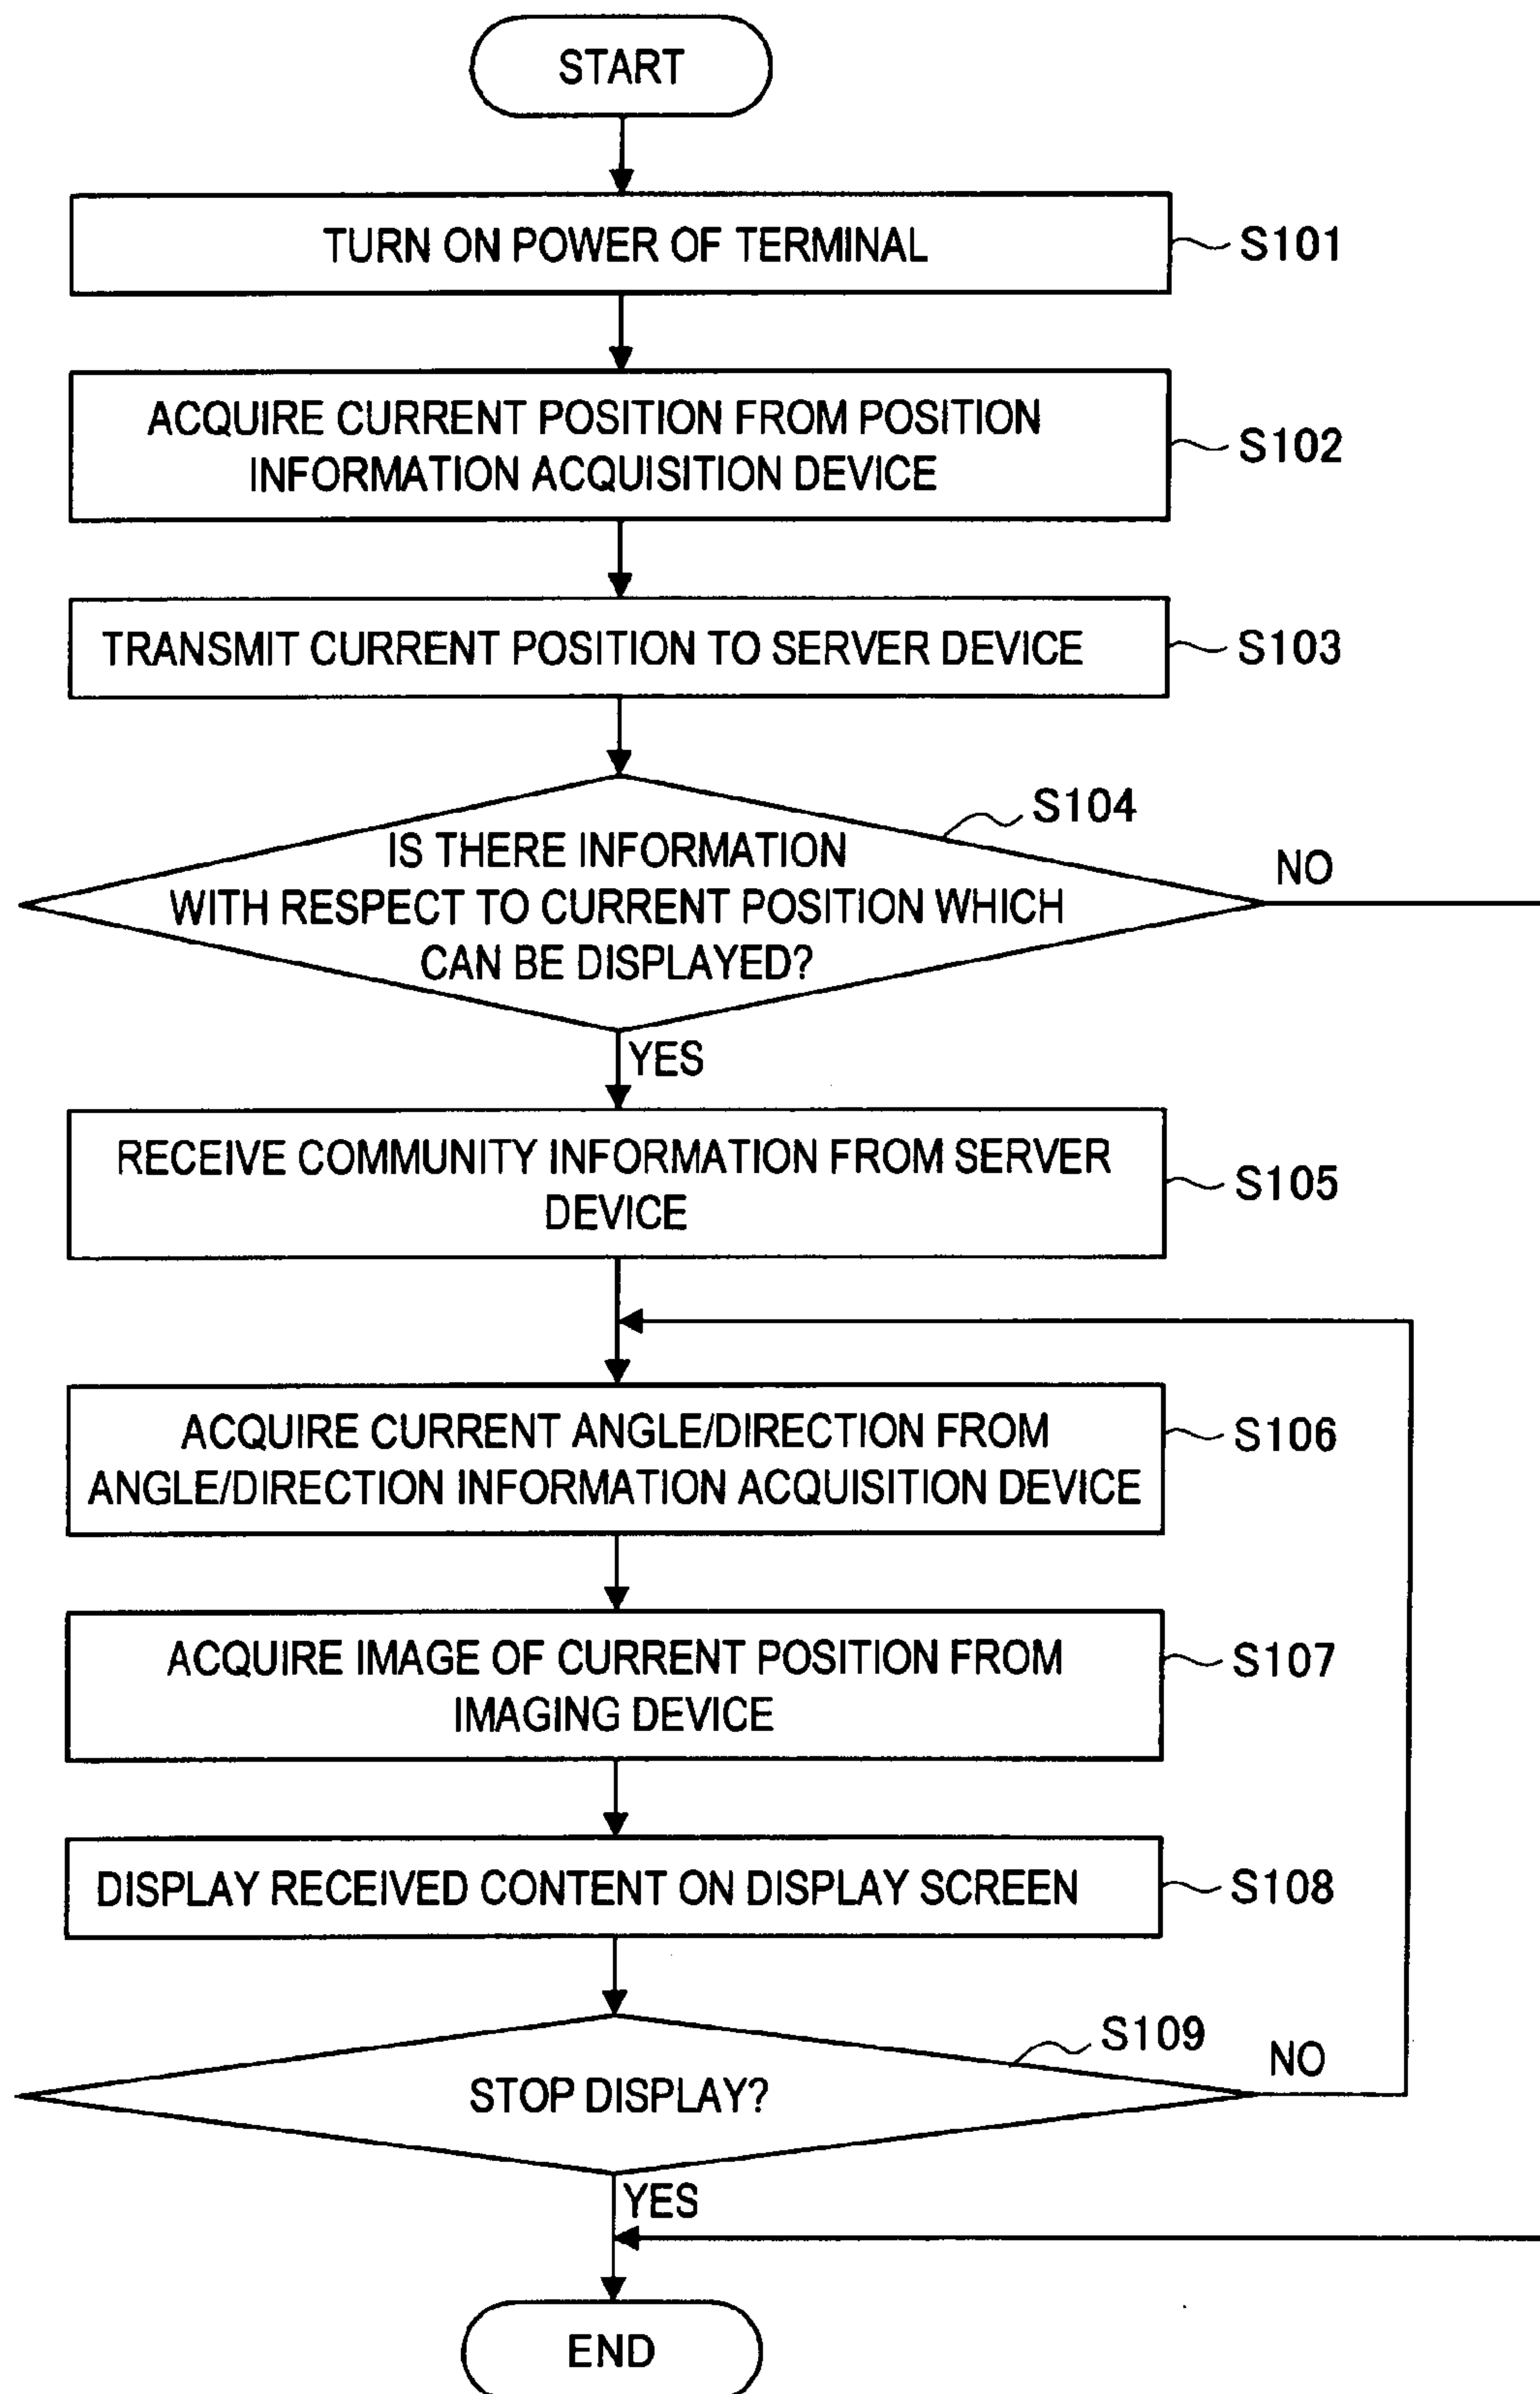 START
TURN ON POWER OF TERMINAL
S101
ACQUIRE CURRENT POSITION FROM POSITION
INFORMATION ACQUISITION DEVICE
S102
TRANSMIT CURRENT POSITION TO SERVER DEVICE
S103
S104
IS THERE INFORMATION
WITH RESPECT TO CURRENT POSITION WHICH
CAN BE DISPLAYED?
NO
YES
RECEIVE COMMUNITY INFORMATION FROM SERVER
DEVICE
S105
ACQUIRE CURRENT ANGLE/DIRECTION FROM
ANGLE/DIRECTION INFORMATION ACQUISITION DEVICE
S106
ACQUIRE IMAGE OF CURRENT POSITION FROM
IMAGING DEVICE
S107
DISPLAY RECEIVED CONTENT ON DISPLAY SCREEN
S108
S109
STOP DISPLAY?
NO
YES
END